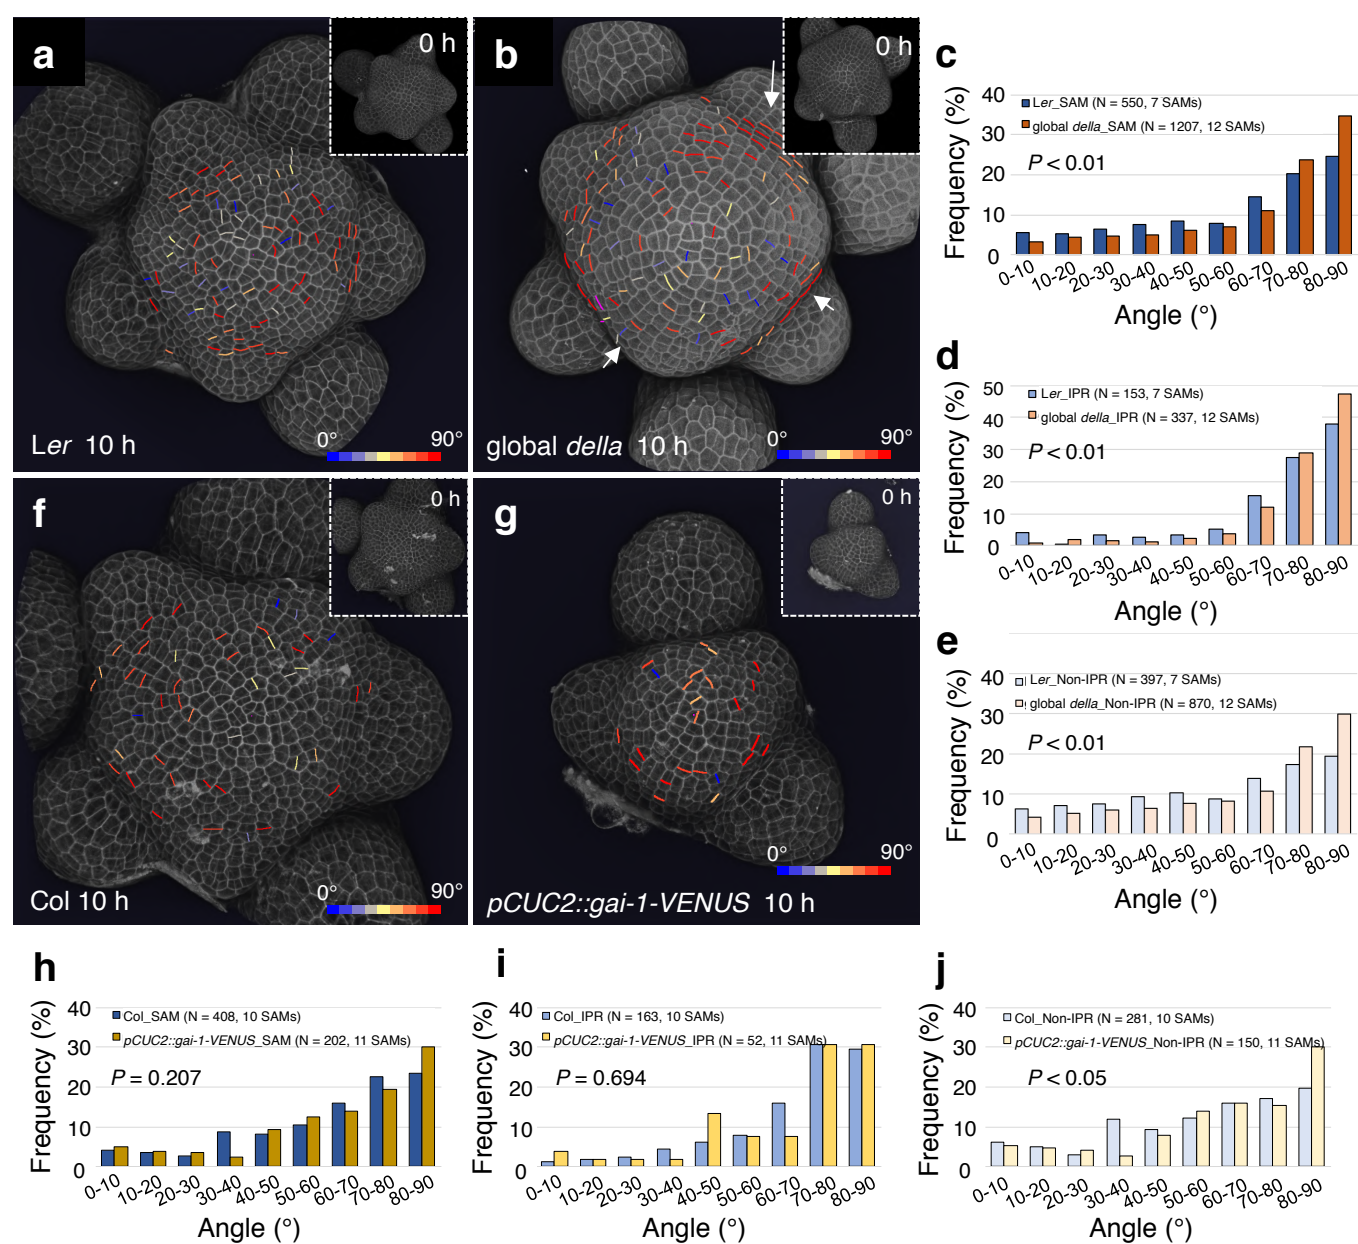 a
0 h
Ler 10 h
0°
90°
b
0 h
global della 10 h
0°
90°
c
Frequency (%)
40
30
20
10
0
Ler_SAM (N = 550, 7 SAMs)
global della_SAM (N = 1207, 12 SAMs)
P < 0.01
0-10
10-20
20-30
30-40
40-50
50-60
60-70
70-80
80-90
Angle (°)
d
Frequency (%)
50
40
30
20
10
0
Ler_IPR (N = 153, 7 SAMs)
global della_IPR (N = 337, 12 SAMs)
P < 0.01
0-10
10-20
20-30
30-40
40-50
50-60
60-70
70-80
80-90
Angle (°)
e
Frequency (%)
40
30
20
10
0
Ler_Non-IPR (N = 397, 7 SAMs)
global della_Non-IPR (N = 870, 12 SAMs)
P < 0.01
0-10
10-20
20-30
30-40
40-50
50-60
60-70
70-80
80-90
Angle (°)
f
0 h
Col 10 h
0°
90°
g
0 h
pCUC2::gai-1-VENUS 10 h
0°
90°
h
Frequency (%)
40
30
20
10
0
Col_SAM (N = 408, 10 SAMs)
pCUC2::gai-1-VENUS_SAM (N = 202, 11 SAMs)
P = 0.207
0-10
10-20
20-30
30-40
40-50
50-60
60-70
70-80
80-90
Angle (°)
i
Frequency (%)
40
30
20
10
0
Col_IPR (N = 163, 10 SAMs)
pCUC2::gai-1-VENUS_IPR (N = 52, 11 SAMs)
P = 0.694
0-10
10-20
20-30
30-40
40-50
50-60
60-70
70-80
80-90
Angle (°)
j
Frequency (%)
40
30
20
10
0
Col_Non-IPR (N = 281, 10 SAMs)
pCUC2::gai-1-VENUS_Non-IPR (N = 150, 11 SAMs)
P < 0.05
0-10
10-20
20-30
30-40
40-50
50-60
60-70
70-80
80-90
Angle (°)